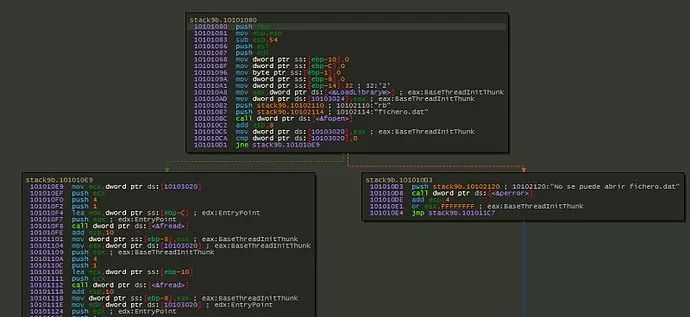 stack9b.10101080
10101080 push ebp
10101081 mov ebp,esp
10101083 sub esp,54
10101086 push esi
10101087 push edi
10101088 mov dword ptr ss:[ebp-10],0
1010108F mov dword ptr ss:[ebp-C],0
10101096 mov byte ptr ss:[ebp-1],0
1010109A mov dword ptr ss:[ebp-8],0
101010A1 mov dword ptr ss:[ebp-14],32 ; 32:'2'
101010A8 mov eax,dword ptr ds:[<&LoadLibraryW>] ; eax:BaseThreadInitThunk
101010AD mov dword ptr ds:[10103024],eax ; eax:BaseThreadInitThunk
101010B2 push stack9b.10102110 ; 10102110:"rb"
101010B7 push stack9b.10102114 ; 10102114:"fichero.dat"
101010BC call dword ptr ds:[<&fopen>]
101010C2 add esp,8
101010C5 mov dword ptr ds:[10103020],eax ; eax:BaseThreadInitThunk
101010CA cmp dword ptr ds:[10103020],0
101010D1 jne stack9b.101010E9
stack9b.101010E9
101010E9 mov ecx,dword ptr ds:[10103020]
101010EF push ecx
101010F0 push 4
101010F2 push 1
101010F4 lea edx,dword ptr ss:[ebp-C] ; edx:EntryPoint
101010F7 push edx ; edx:EntryPoint
101010F8 call dword ptr ds:[<&fread>]
101010FE add esp,10
10101101 mov dword ptr ss:[ebp-8],eax ; eax:BaseThreadInitThunk
10101104 mov eax,dword ptr ds:[10103020] ; eax:BaseThreadInitThunk
10101109 push eax ; eax:BaseThreadInitThunk
1010110A push 4
1010110C push 1
1010110E lea ecx,dword ptr ss:[ebp-10]
10101111 push ecx
10101112 call dword ptr ds:[<&fread>]
10101118 add esp,10
1010111B mov dword ptr ss:[ebp-8],eax ; eax:BaseThreadInitThunk
1010111E mov edx,dword ptr ds:[10103020] ; edx:EntryPoint
10101124 push edx ; edx:EntryPoint
stack9b.101010D3
101010D3 push stack9b.10102120 ; 10102120:"No se puede abrir fichero.dat"
101010D8 call dword ptr ds:[<&perror>]
101010DE add esp,4
101010E1 or eax,FFFFFFFF ; eax:BaseThreadInitThunk
101010E4 jmp stack9b.101011C7